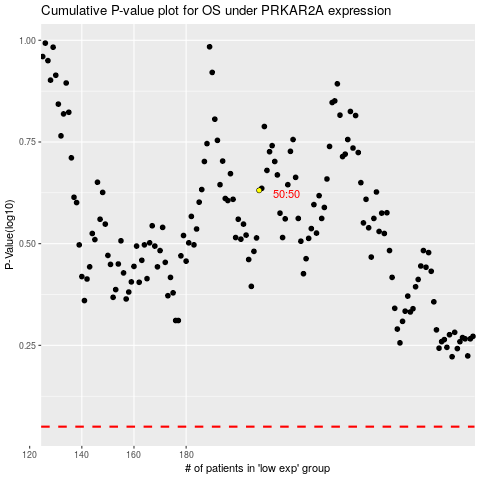 Cumulative P-value plot for OS under PRKAR2A expression
P-Value(log10)
1.00
0.75
0.50
0.25
50:50
120 140 160 180
# of patients in 'low exp' group